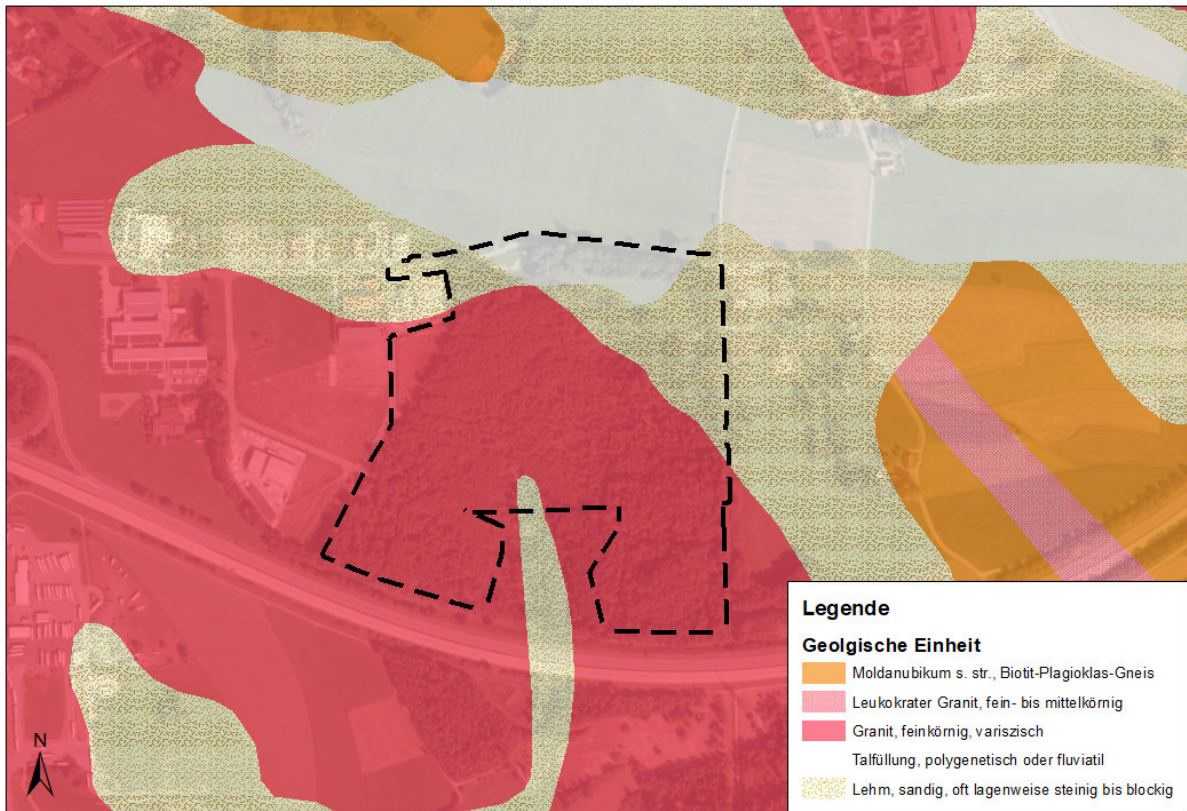 Legende
Geolgische Einheit
Moldanubikum s. str., Biotit-Plagioklas-Gneis
Leukokrater Granit, fein- bis mittelkörnig
Granit, feinkörnig, variszisch
Talfüllung, polygenetisch oder fluviatil
Lehm, sandig, oft lagenweise steinig bis blockig
N